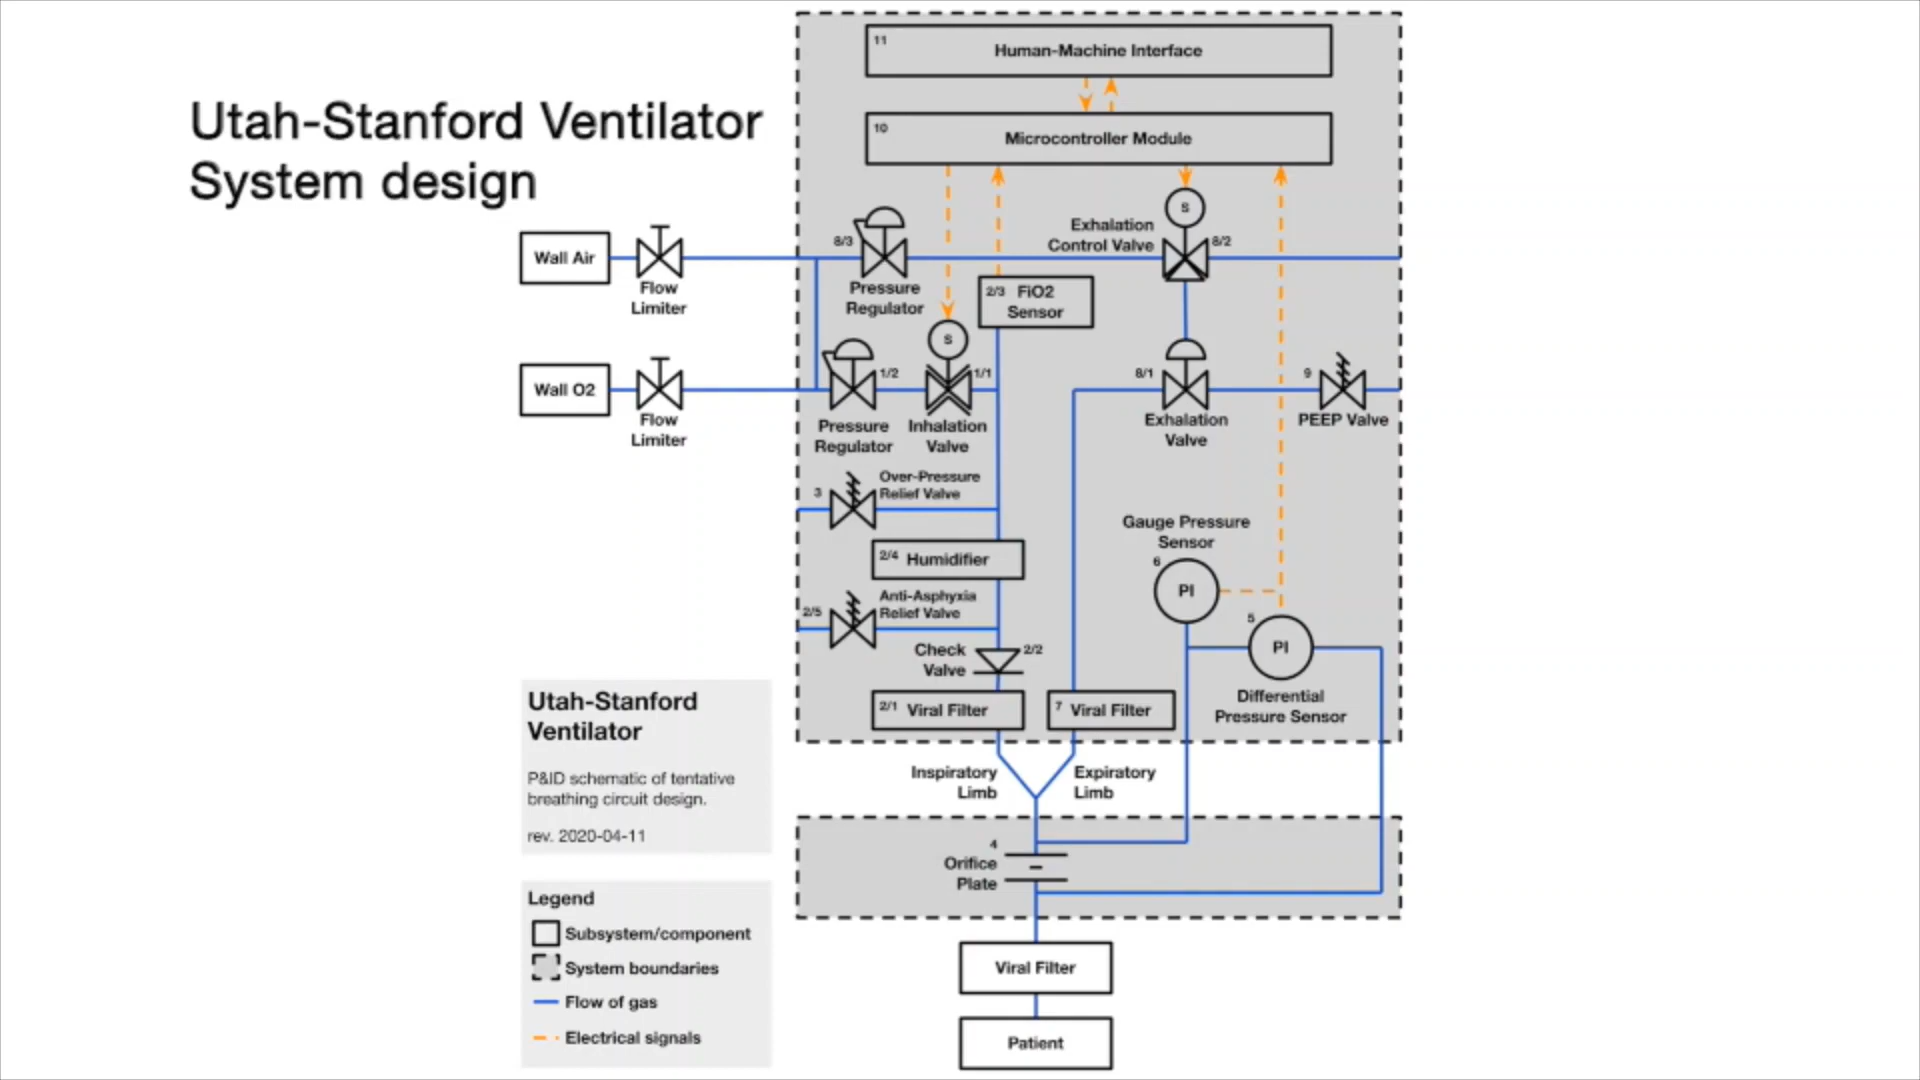 Utah-Stanford Ventilator
System design
11
Human-Machine Interface
10
Microcontroller Module
Wall Air
Flow
Limiter
8/3
Pressure
Regulator
Exhalation
Control Valve
S
8/2
2/3 FiO2
Sensor
Wall O2
Flow
Limiter
1/2
Pressure
Regulator
S
1/1
Inhalation
Valve
8/1
Exhalation
Valve
9
PEEP Valve
3
Over-Pressure
Relief Valve
2/4 Humidifier
2/5
Anti-Asphyxia
Relief Valve
Check
Valve
2/2
2/1 Viral Filter
7 Viral Filter
Gauge Pressure
Sensor
6
PI
5
PI
Differential
Pressure Sensor
Inspiratory
Limb
Expiratory
Limb
4
Orifice
Plate
Viral Filter
Patient
Utah-Stanford
Ventilator
P&ID schematic of tentative
breathing circuit design.
rev. 2020-04-11
Legend
Subsystem/component
System boundaries
Flow of gas
Electrical signals